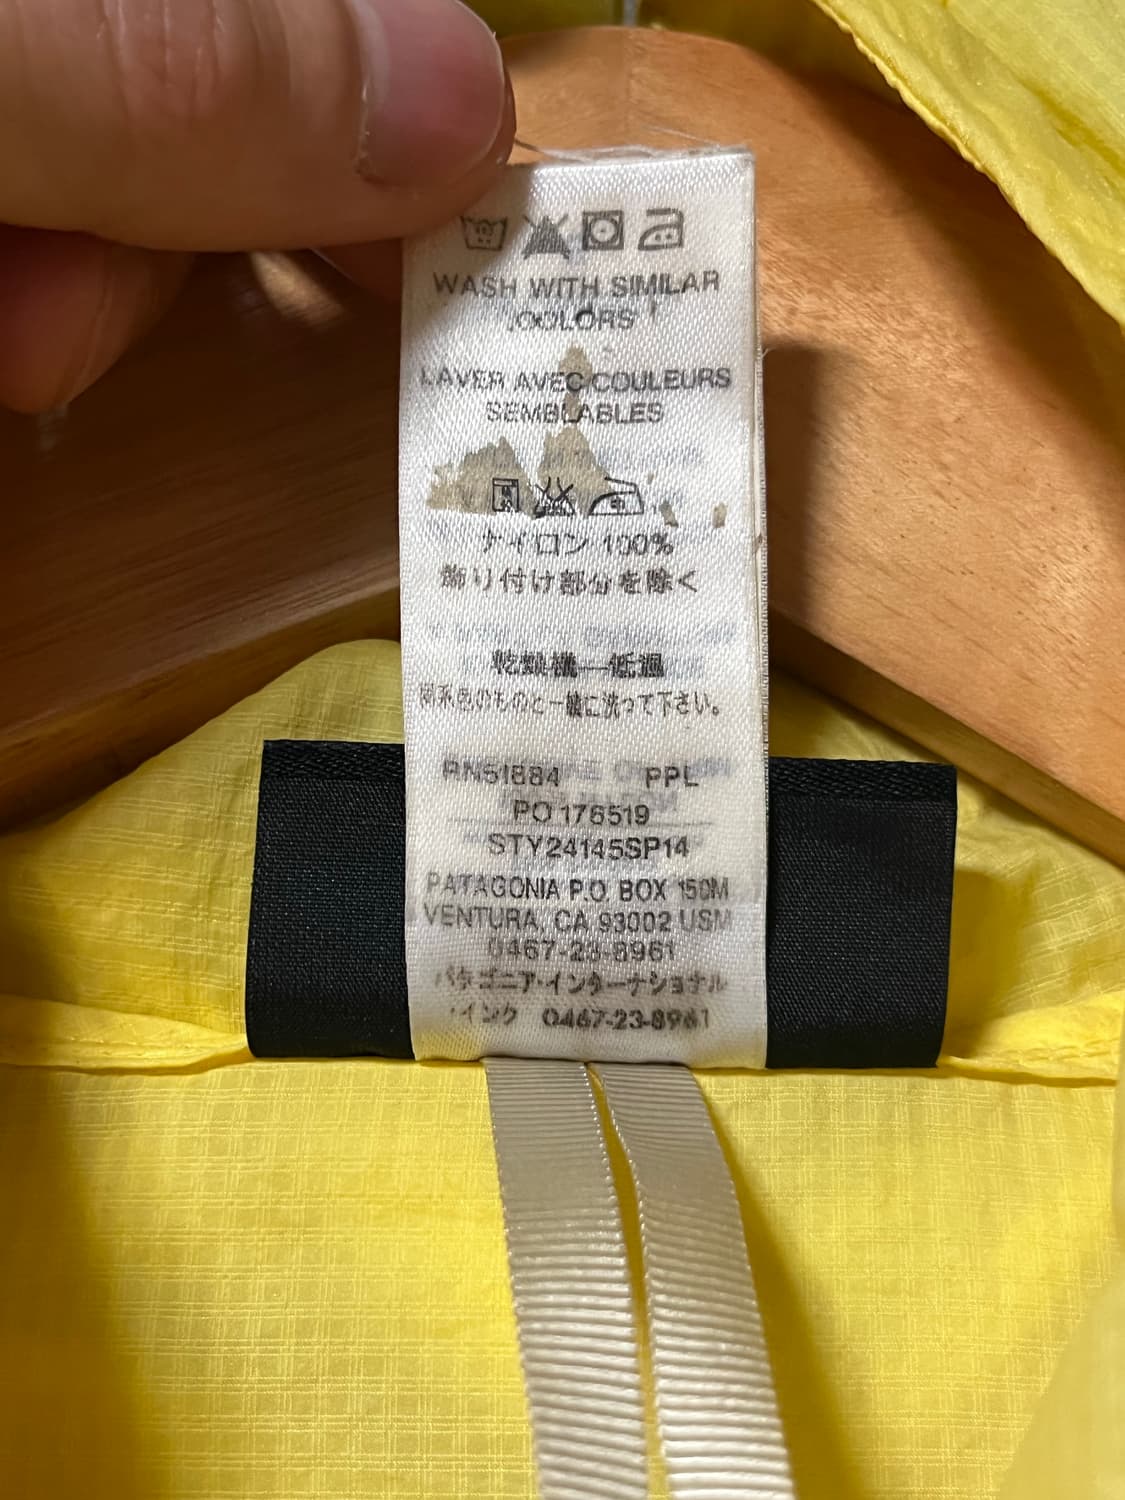 WASH WITH SIMILAR
COLORS
LAVER AVEC COULEURS
SEMBLABLES
ナイロン 100%
飾り付け部分を除く
乾燥機—低温
同系色のものと一緒に洗って下さい。
RN51884 PPL
PO 176519
STY24145SP14
PATAGONIA P.O. BOX 150M
VENTURA, CA 93002 USM
0467-23-8961
パタゴニア・インターナショナル
・インク 0467-23-8961